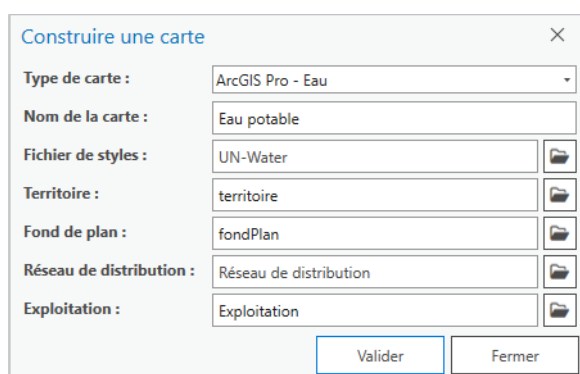 Construire une carte
Type de carte : ArcGIS Pro - Eau
Nom de la carte : Eau potable
Fichier de styles : UN-Water
Territoire : territoire
Fond de plan : fondPlan
Réseau de distribution : Réseau de distribution
Exploitation : Exploitation
Valider Fermer